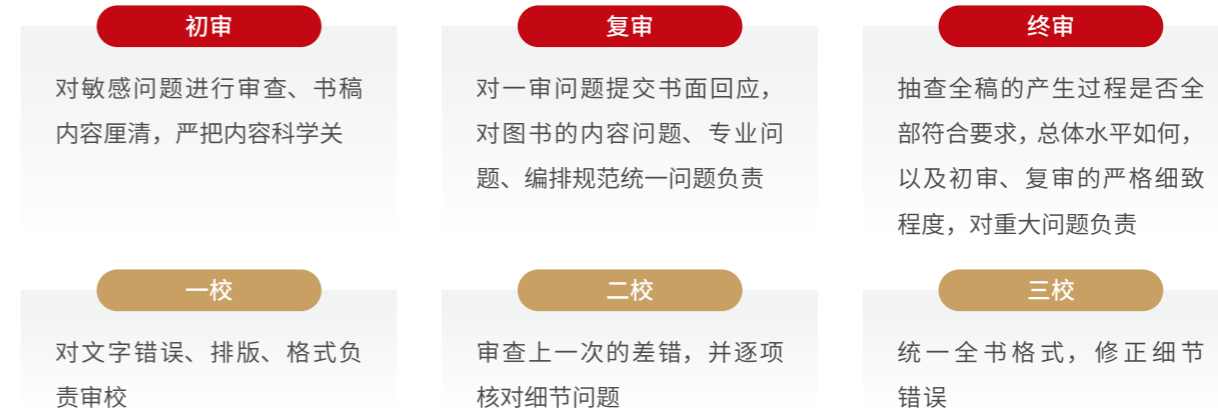 初审
对敏感问题进行审查、书稿
内容厘清，严把内容科学关
复审
对一审问题提交书面回应，
对图书的内容问题、专业问
题、编排规范统一问题负责
终审
抽查全稿的产生过程是否全
部符合要求，总体水平如何，
以及初审、复审的严格细致
程度，对重大问题负责
一校
对文字错误、排版、格式负
责审校
二校
审查上一次的差错，并逐项
核对细节问题
三校
统一全书格式，修正细节
错误